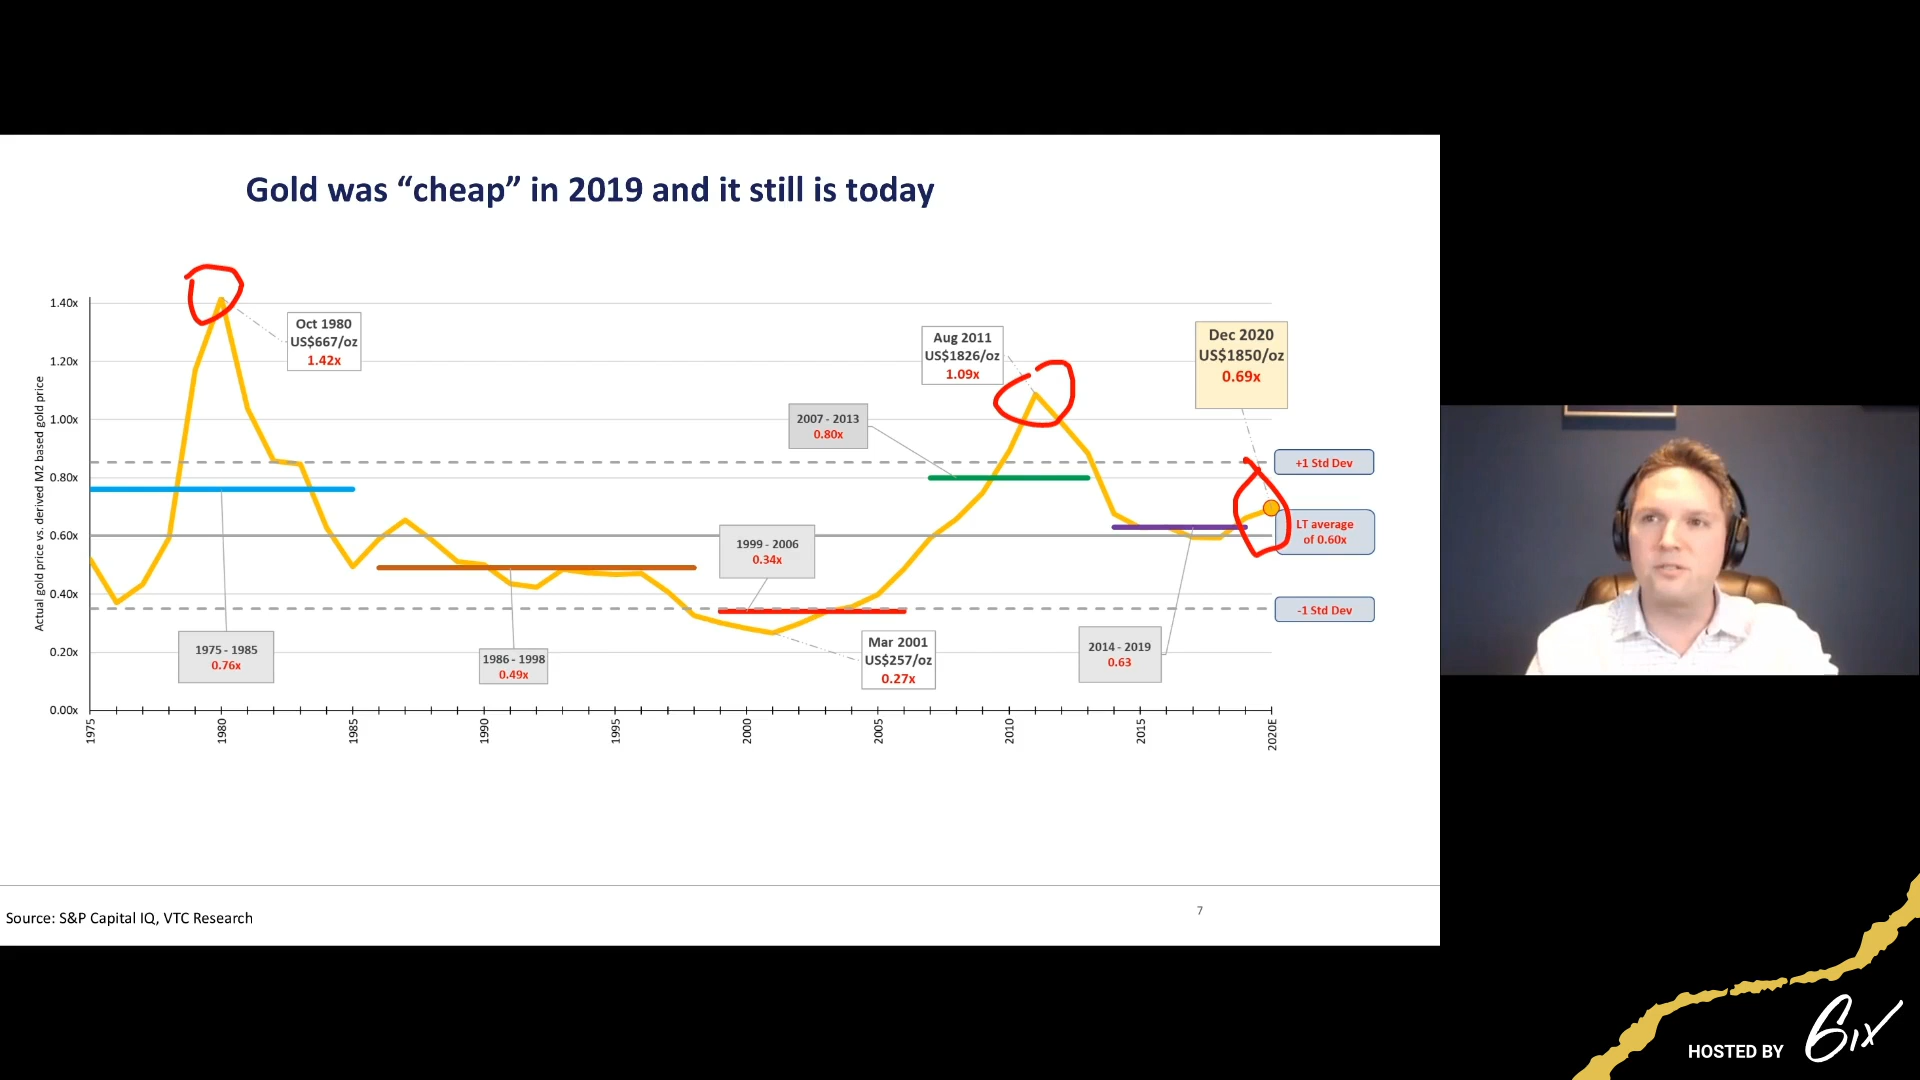 Gold was “cheap” in 2019 and it still is today
Actual gold price vs. derived M2 based gold price
1.40x
1.20x
1.00x
0.80x
0.60x
0.40x
0.20x
0.00x
Oct 1980
US$667/oz
1.42x
Aug 2011
US$1826/oz
1.09x
Dec 2020
US$1850/oz
0.69x
2007 - 2013
0.80x
+1 Std Dev
LT average
of 0.60x
-1 Std Dev
1999 - 2006
0.34x
1975 - 1985
0.76x
1986 - 1998
0.49x
Mar 2001
US$257/oz
0.27x
2014 - 2019
0.63
1975
1980
1985
1990
1995
2000
2005
2010
2015
2020E
Source: S&P Capital IQ, VTC Research
7
HOSTED BY 6ix